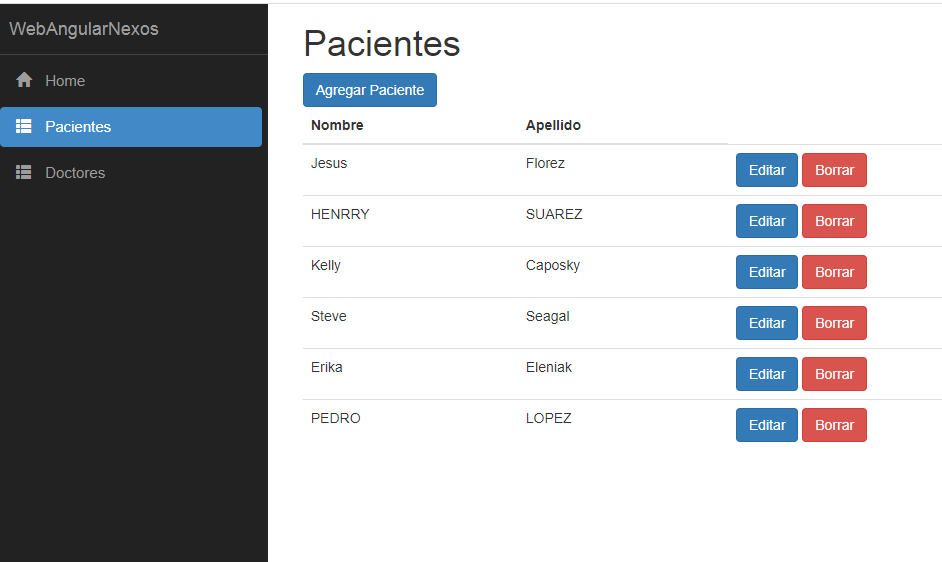 WebAngularNexos
Home
Pacientes
Doctores
Pacientes
Agregar Paciente
Nombre Apellido
Jesus Florez Editar Borrar
HENRRY SUAREZ Editar Borrar
Kelly Caposky Editar Borrar
Steve Seagal Editar Borrar
Erika Eleniak Editar Borrar
PEDRO LOPEZ Editar Borrar